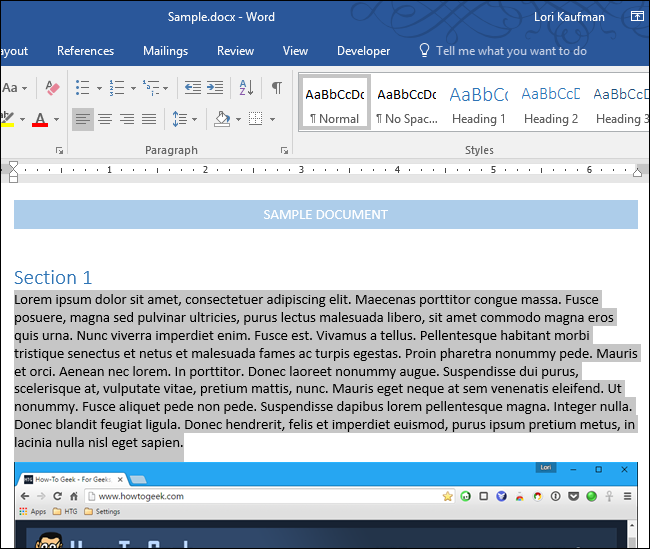 Sample.docx - Word
Lori Kaufman
ayout References Mailings Review View Developer Tell me what you want to do
Aa
AaBbCcDc AaBbCcDc AaBbCc AaBbCcD AaBbCcD
¶ Normal ¶ No Spac... Heading 1 Heading 2 Heading 3
Paragraph Styles
1 2 3 4 5 6
SAMPLE DOCUMENT
Section 1
Lorem ipsum dolor sit amet, consectetuer adipiscing elit. Maecenas porttitor congue massa. Fusce
posuere, magna sed pulvinar ultricies, purus lectus malesuada libero, sit amet commodo magna eros
quis urna. Nunc viverra imperdiet enim. Fusce est. Vivamus a tellus. Pellentesque habitant morbi
tristique senectus et netus et malesuada fames ac turpis egestas. Proin pharetra nonummy pede. Mauris
et orci. Aenean nec lorem. In porttitor. Donec laoreet nonummy augue. Suspendisse dui purus,
scelerisque at, vulputate vitae, pretium mattis, nunc. Mauris eget neque at sem venenatis eleifend. Ut
nonummy. Fusce aliquet pede non pede. Suspendisse dapibus lorem pellentesque magna. Integer nulla.
Donec blandit feugiat ligula. Donec hendrerit, felis et imperdiet euismod, purus ipsum pretium metus, in
lacinia nulla nisl eget sapien.
Lori
HTG How-To Geek - For Geeks
www.howtogeek.com
Apps HTG Settings